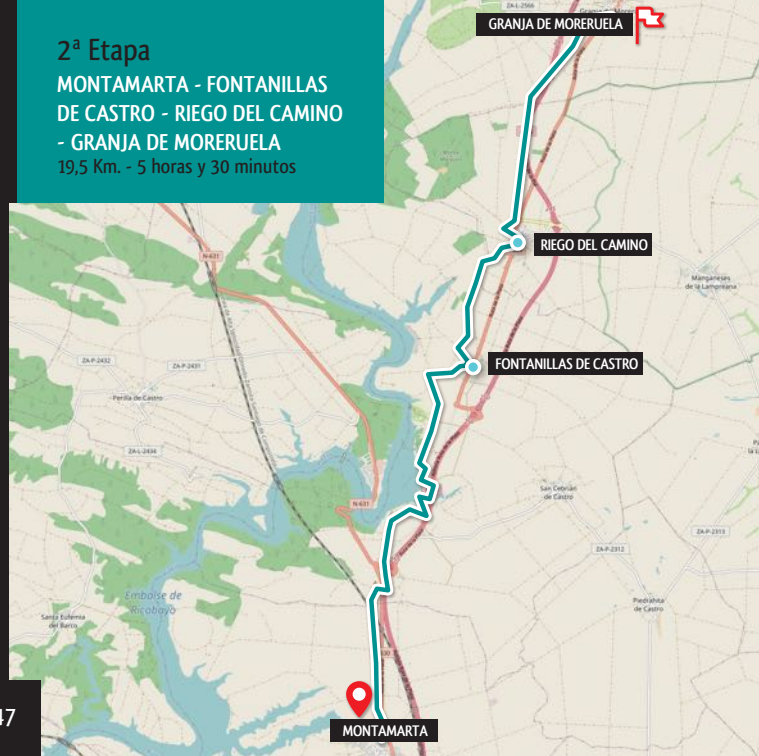 2ª Etapa
MONTAMARTA - FONTANILLAS
DE CASTRO - RIEGO DEL CAMINO
- GRANJA DE MORERUELA
19,5 Km. - 5 horas y 30 minutos
ZA-L-2566
GRANJA DE MORERUELA
N-631
RIEGO DEL CAMINO
Manganeses
de la Lampreana
ZA-P-2432
ZA-P-2431
FONTANILLAS DE CASTRO
Perilla de Castro
ZA-L-2434
San Cebrián
de Castro
N-631
ZA-P-2313
ZA-P-2312
Embalse de
Ricobayo
Piedrahita
de Castro
Santa Eufemia
del Barco
MONTAMARTA
47